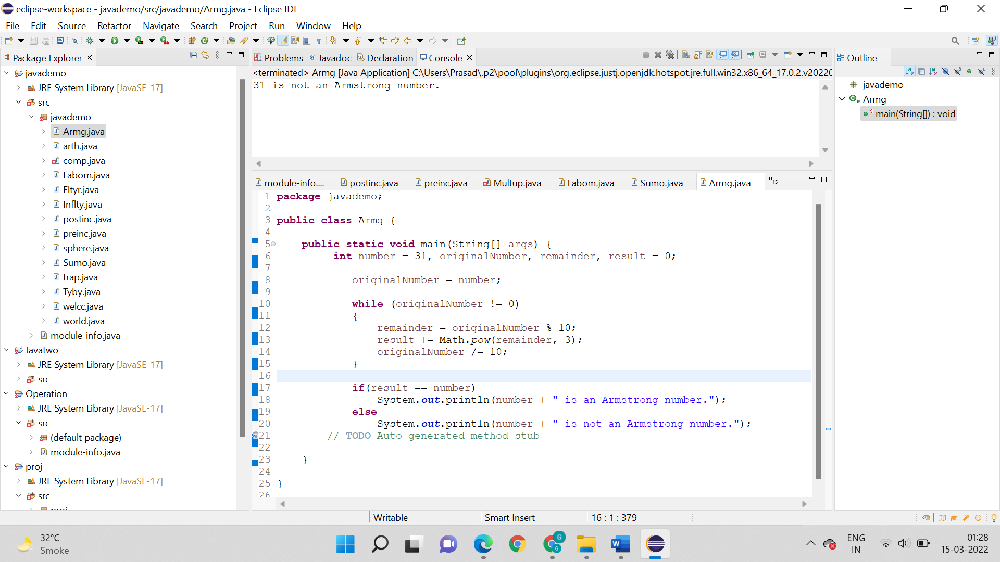 eclipse-workspace - javademo/src/javademo/Armg.java - Eclipse IDE
File Edit Source Refactor Navigate Search Project Run Window Help
Package Explorer
javademo
JRE System Library [JavaSE-17]
src
javademo
Armg.java
arth.java
comp.java
Fabom.java
Fltyr.java
Inflty.java
postinc.java
preinc.java
sphere.java
Sumo.java
trap.java
Tyby.java
welcc.java
world.java
module-info.java
Javatwo
JRE System Library [JavaSE-17]
src
Operation
JRE System Library [JavaSE-17]
src
(default package)
module-info.java
proj
JRE System Library [JavaSE-17]
src
proj
Problems @ Javadoc Declaration Console
<terminated> Armg [Java Application] C:\Users\Prasad\.p2\pool\plugins\org.eclipse.justj.openjdk.hotspot.jre.full.win32.x86_64_17.0.2.v20220
31 is not an Armstrong number.
module-info.... postinc.java preinc.java Multup.java Fabom.java Sumo.java Armg.java »15
1 package javademo;
2
3 public class Armg {
4
5 public static void main(String[] args) {
6 int number = 31, originalNumber, remainder, result = 0;
7
8 originalNumber = number;
9
10 while (originalNumber != 0)
11 {
12 remainder = originalNumber % 10;
13 result += Math.pow(remainder, 3);
14 originalNumber /= 10;
15 }
16
17 if(result == number)
18 System.out.println(number + " is an Armstrong number.");
19 else
20 System.out.println(number + " is not an Armstrong number.");
21 // TODO Auto-generated method stub
22
23 }
24
25 }
26
Outline
javademo
Armg
main(String[]) : void
Writable Smart Insert 16 : 1 : 379
32°C
Smoke
ENG
IN
01:28
15-03-2022